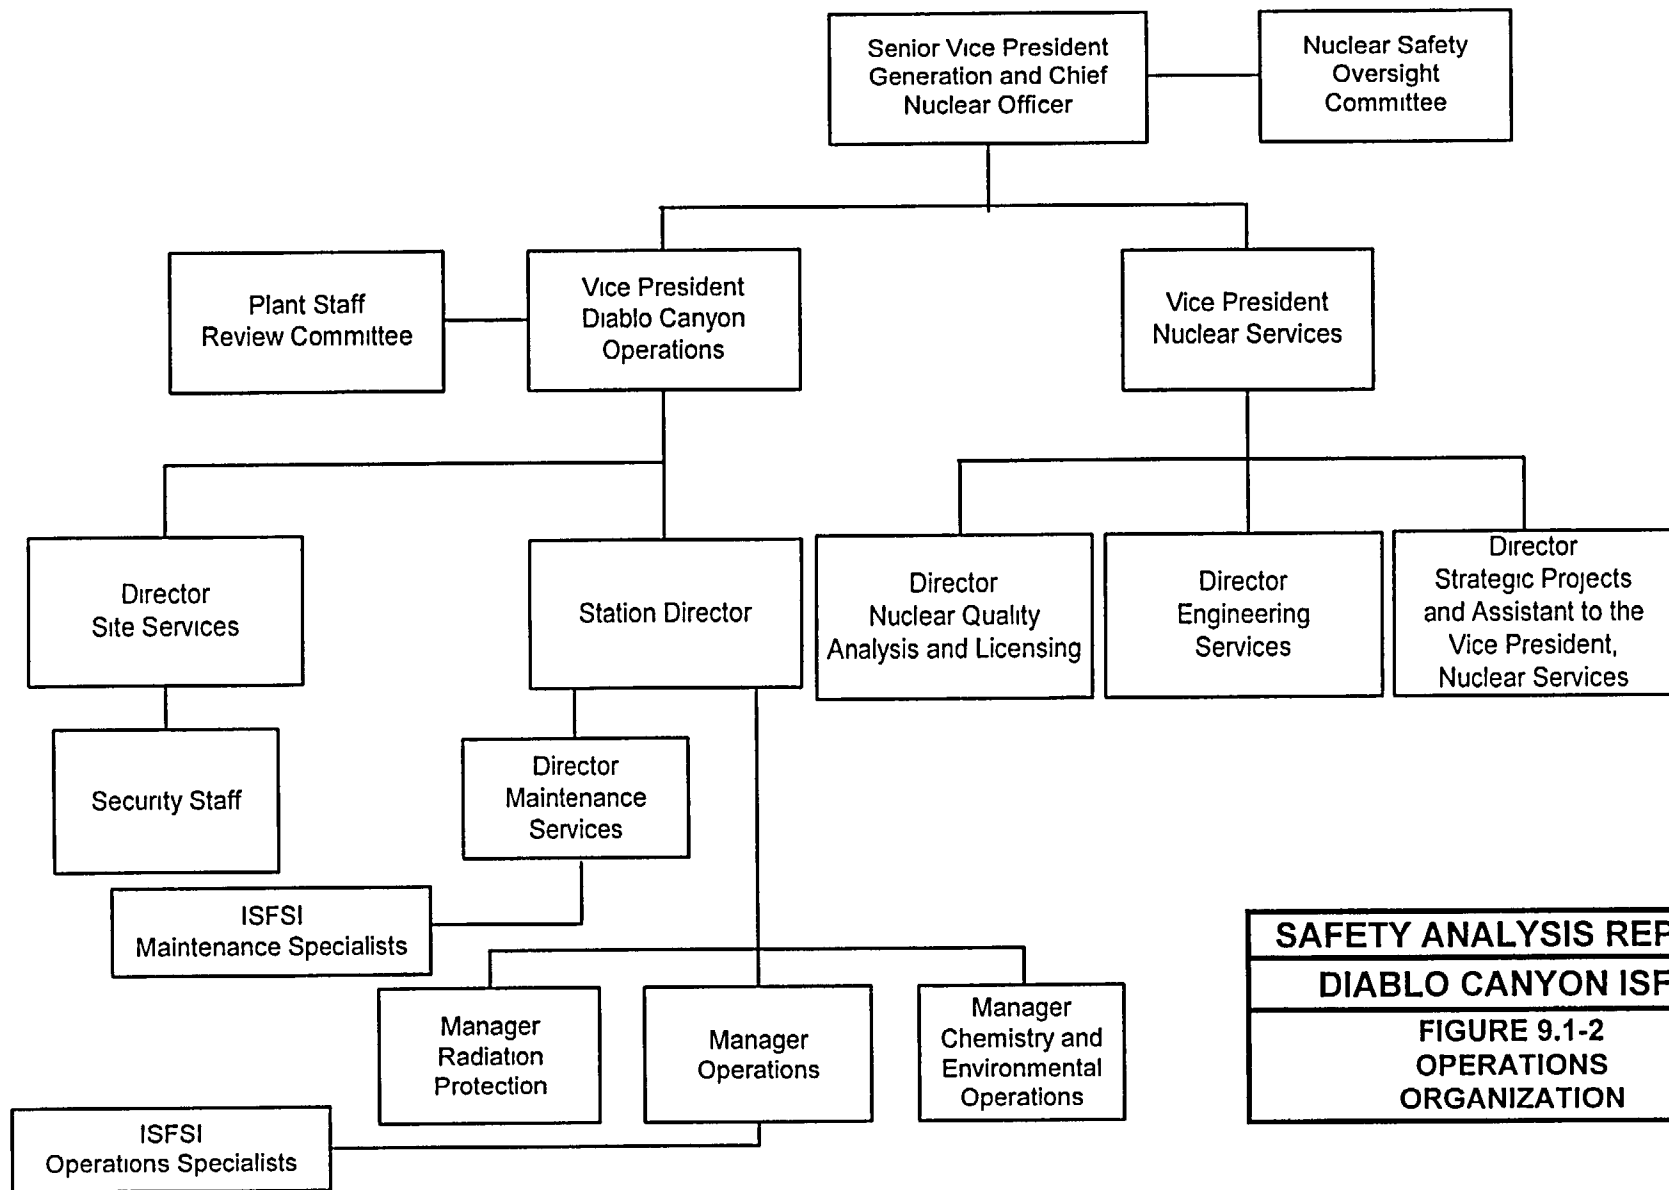 Senior Vice President
Generation and Chief
Nuclear Officer
Nuclear Safety
Oversight
Committee
Plant Staff
Review Committee
Vice President
Diablo Canyon
Operations
Vice President
Nuclear Services
Director
Site Services
Station Director
Director
Nuclear Quality
Analysis and Licensing
Director
Engineering
Services
Director
Strategic Projects
and Assistant to the
Vice President,
Nuclear Services
Security Staff
Director
Maintenance
Services
ISFSI
Maintenance Specialists
Manager
Radiation
Protection
Manager
Operations
Manager
Chemistry and
Environmental
Operations
ISFSI
Operations Specialists
SAFETY ANALYSIS REP
DIABLO CANYON ISF
FIGURE 9.1-2
OPERATIONS
ORGANIZATION